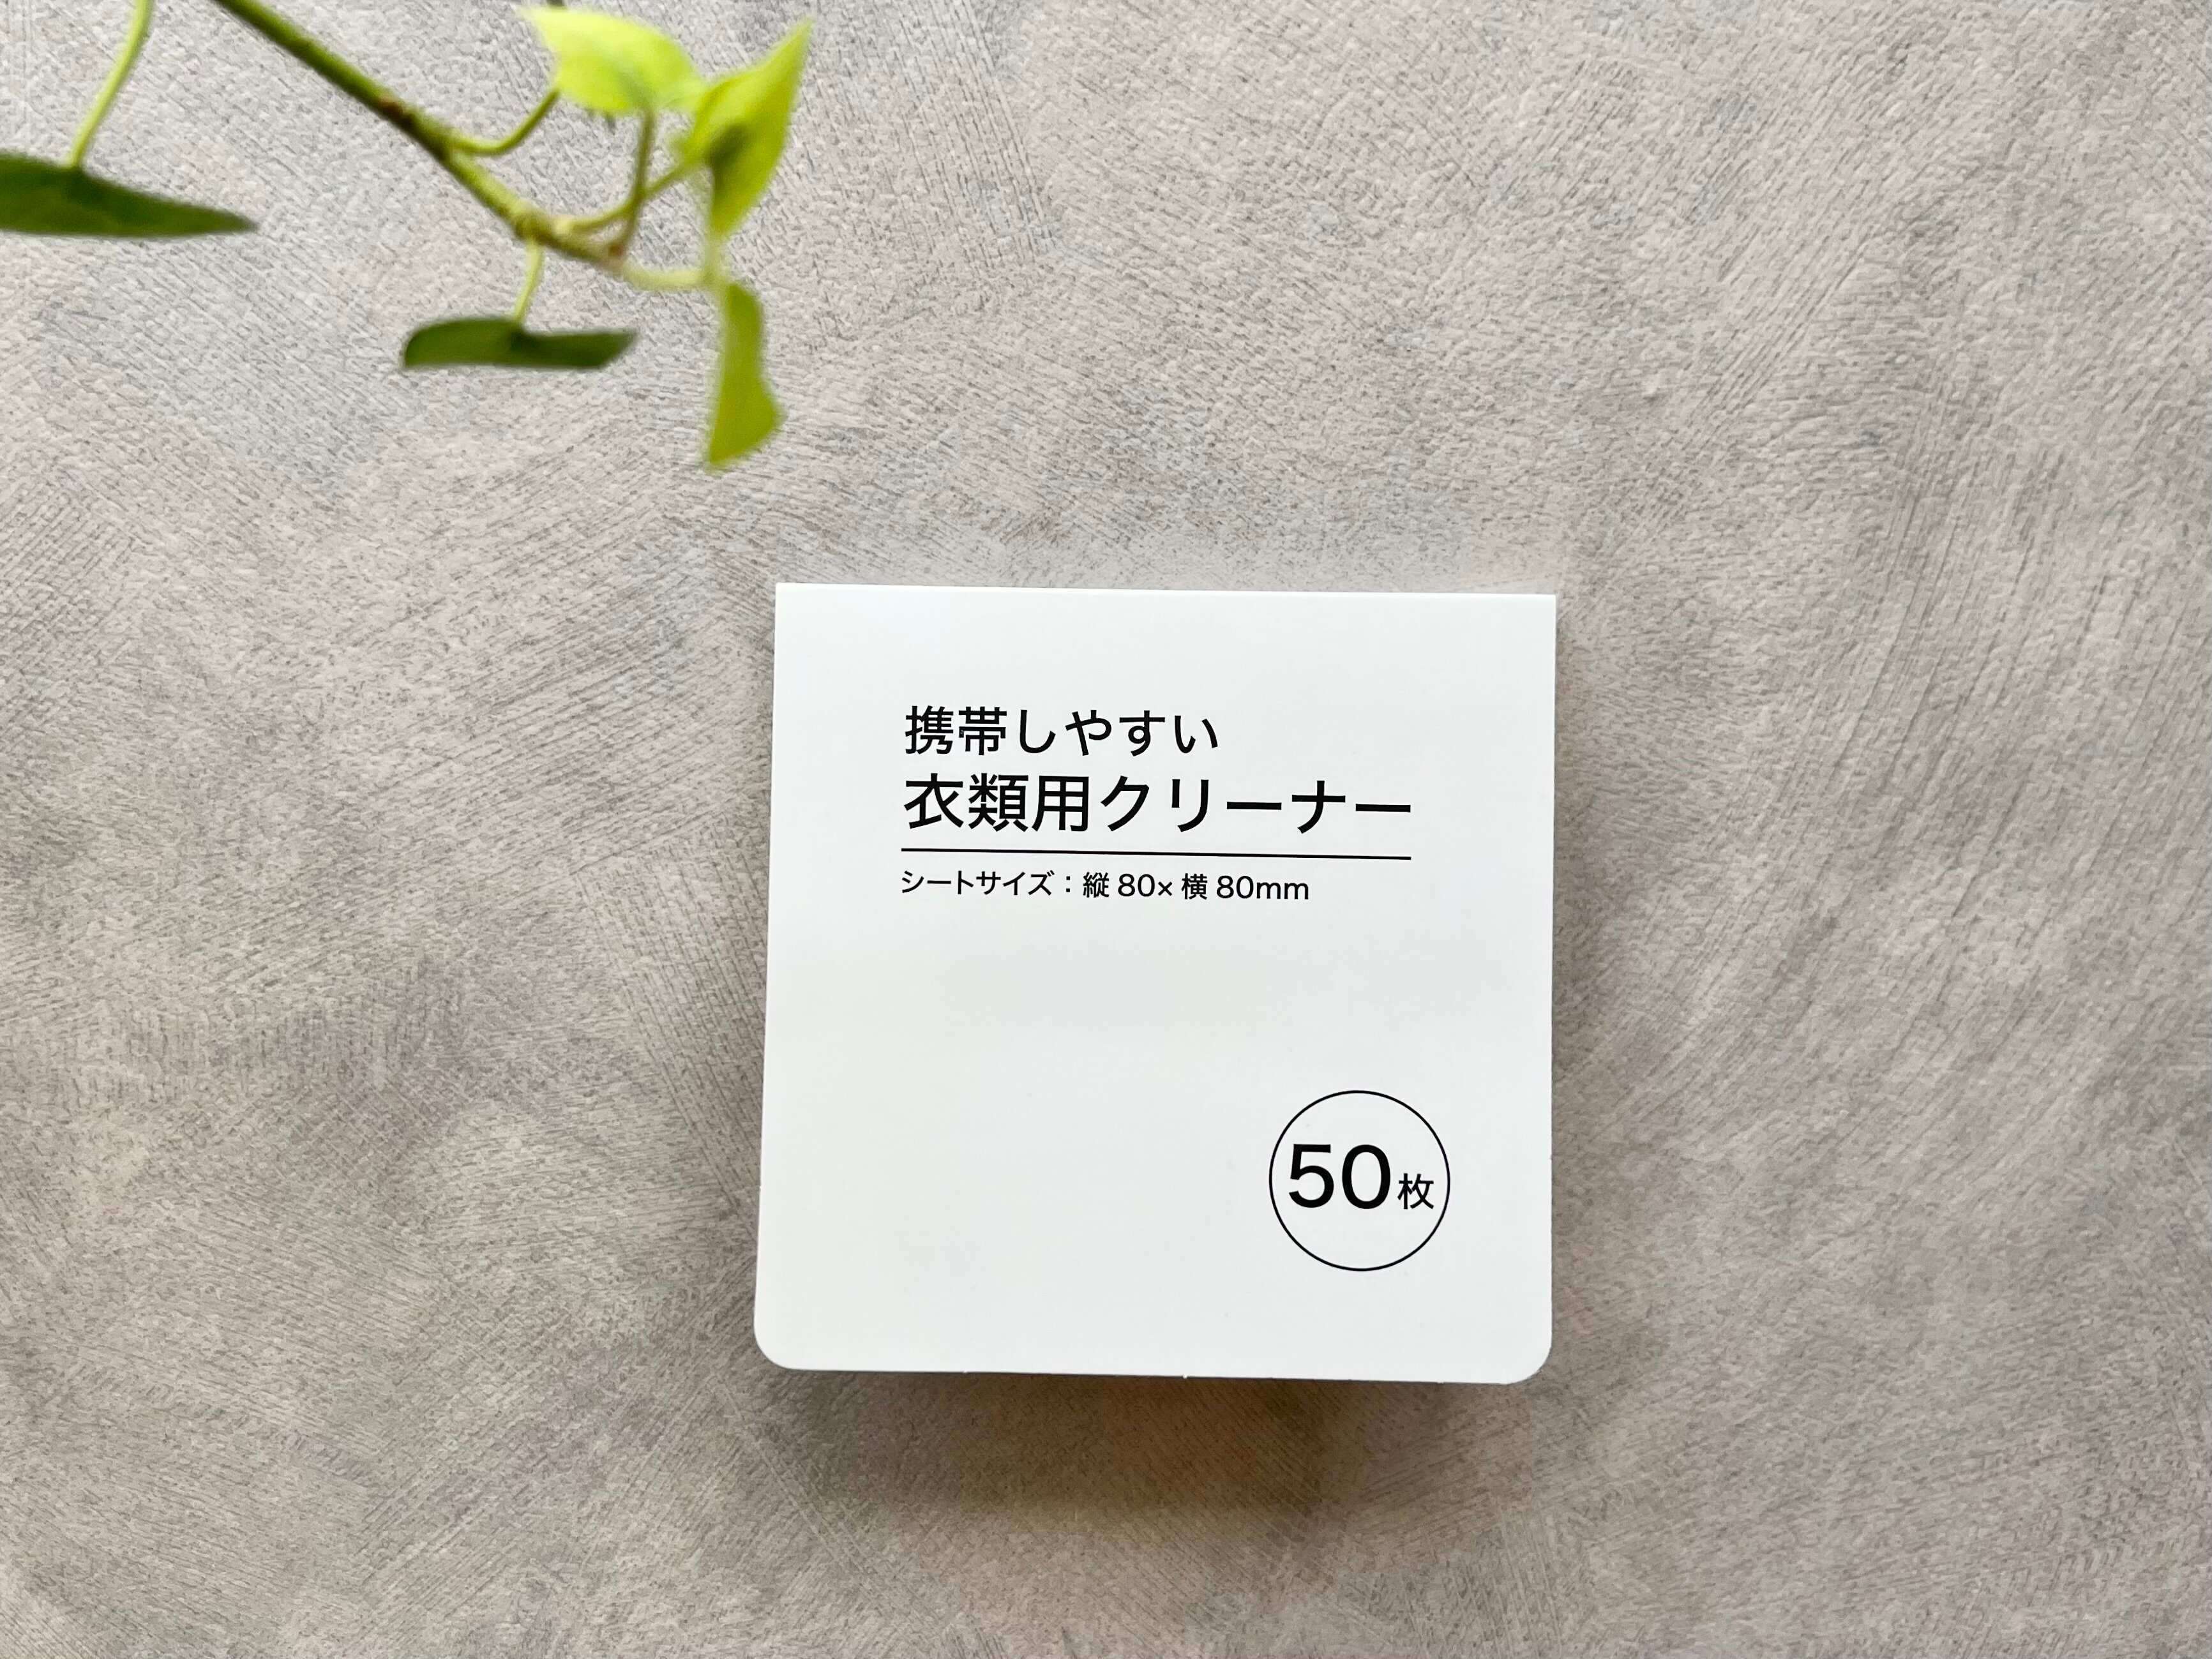 携帯しやすい
衣類用クリーナー
シートサイズ：縦 80× 横 80mm
50枚